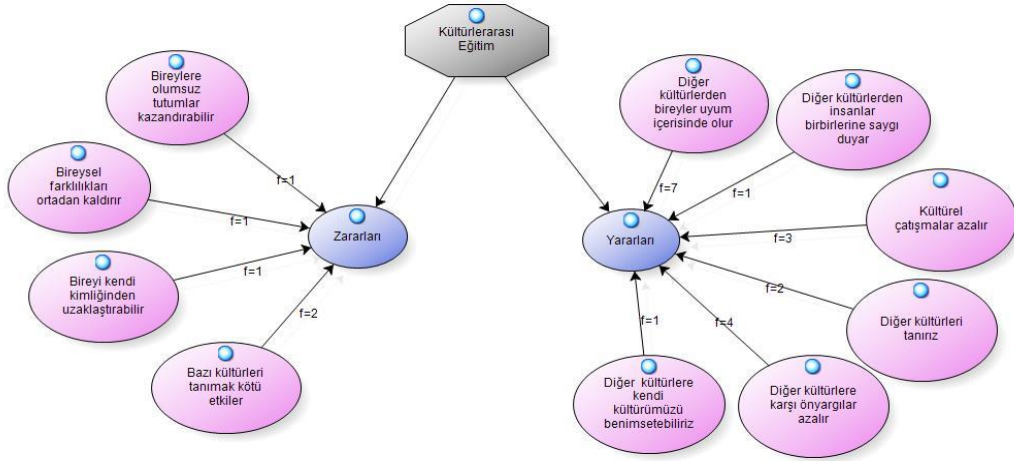 Kültürlerarası
Eğitim
Bireylere
olumsuz
tutumlar
kazandırabilir
Diğer
kültürlerden
bireyler uyum
içerisinde olur
Diğer kültürlerden
insanlar
birbirlerine saygı
duyar
Bireysel
farklılıkları
ortadan kaldırır
f=1
f=7
f=1
Kültürel
çatışmalar azalır
f=1
Zararları
Yararları
f=3
Bireyi kendi
kimliğinden
uzaklaştırabilir
f=1
f=2
Diğer kültürleri
tanırız
f=2
f=1
f=4
Bazı kültürleri
tanımak kötü
etkiler
Diğer kültürlere
kendi
kültürümüzü
benimsetebiliriz
Diğer kültürlere
karşı önyargılar
azalır